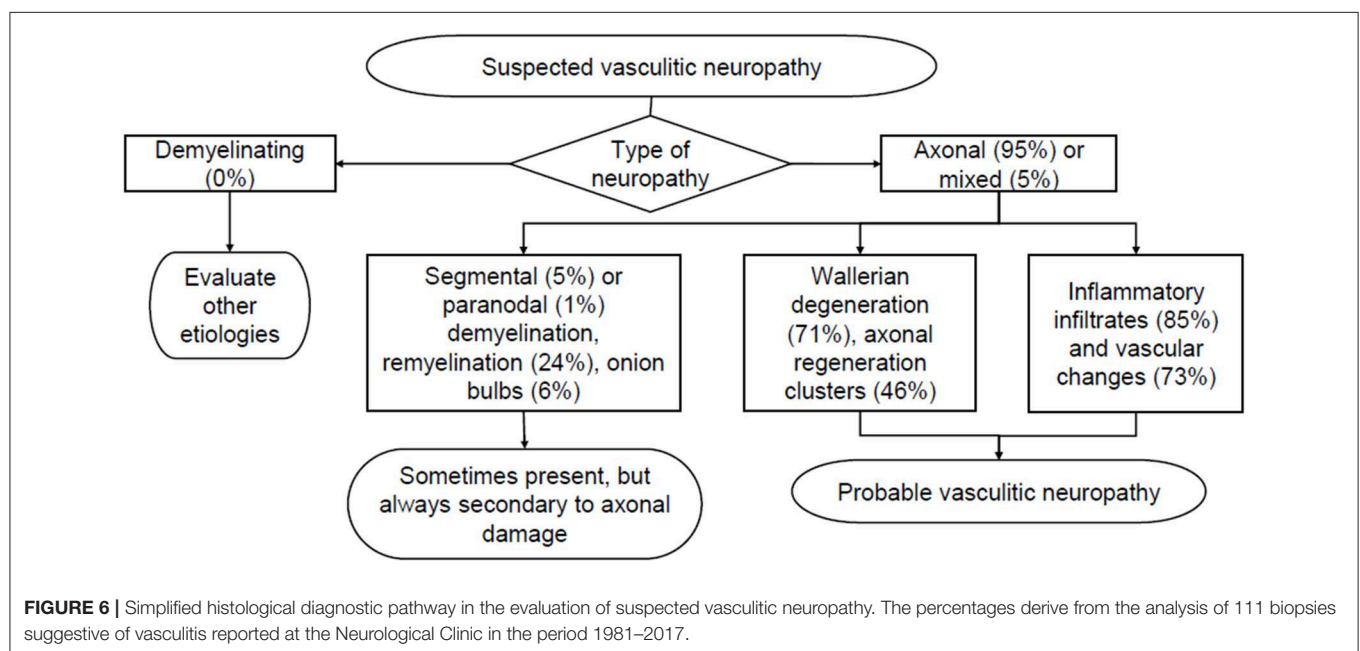 Suspected vasculitic neuropathy
Demyelinating
(0%)
Type of
neuropathy
Axonal (95%) or
mixed (5%)
Evaluate
other
etiologies
Segmental (5%) or
paranodal (1%)
demyelination,
remyelination (24%), onion
bulbs (6%)
Wallerian
degeneration
(71%), axonal
regeneration
clusters (46%)
Inflammatory
infiltrates (85%)
and vascular
changes (73%)
Sometimes present, but
always secondary to axonal
damage
Probable vasculitic neuropathy
FIGURE 6 | Simplified histological diagnostic pathway in the evaluation of suspected vasculitic neuropathy. The percentages derive from the analysis of 111 biopsies
suggestive of vasculitis reported at the Neurological Clinic in the period 1981–2017.